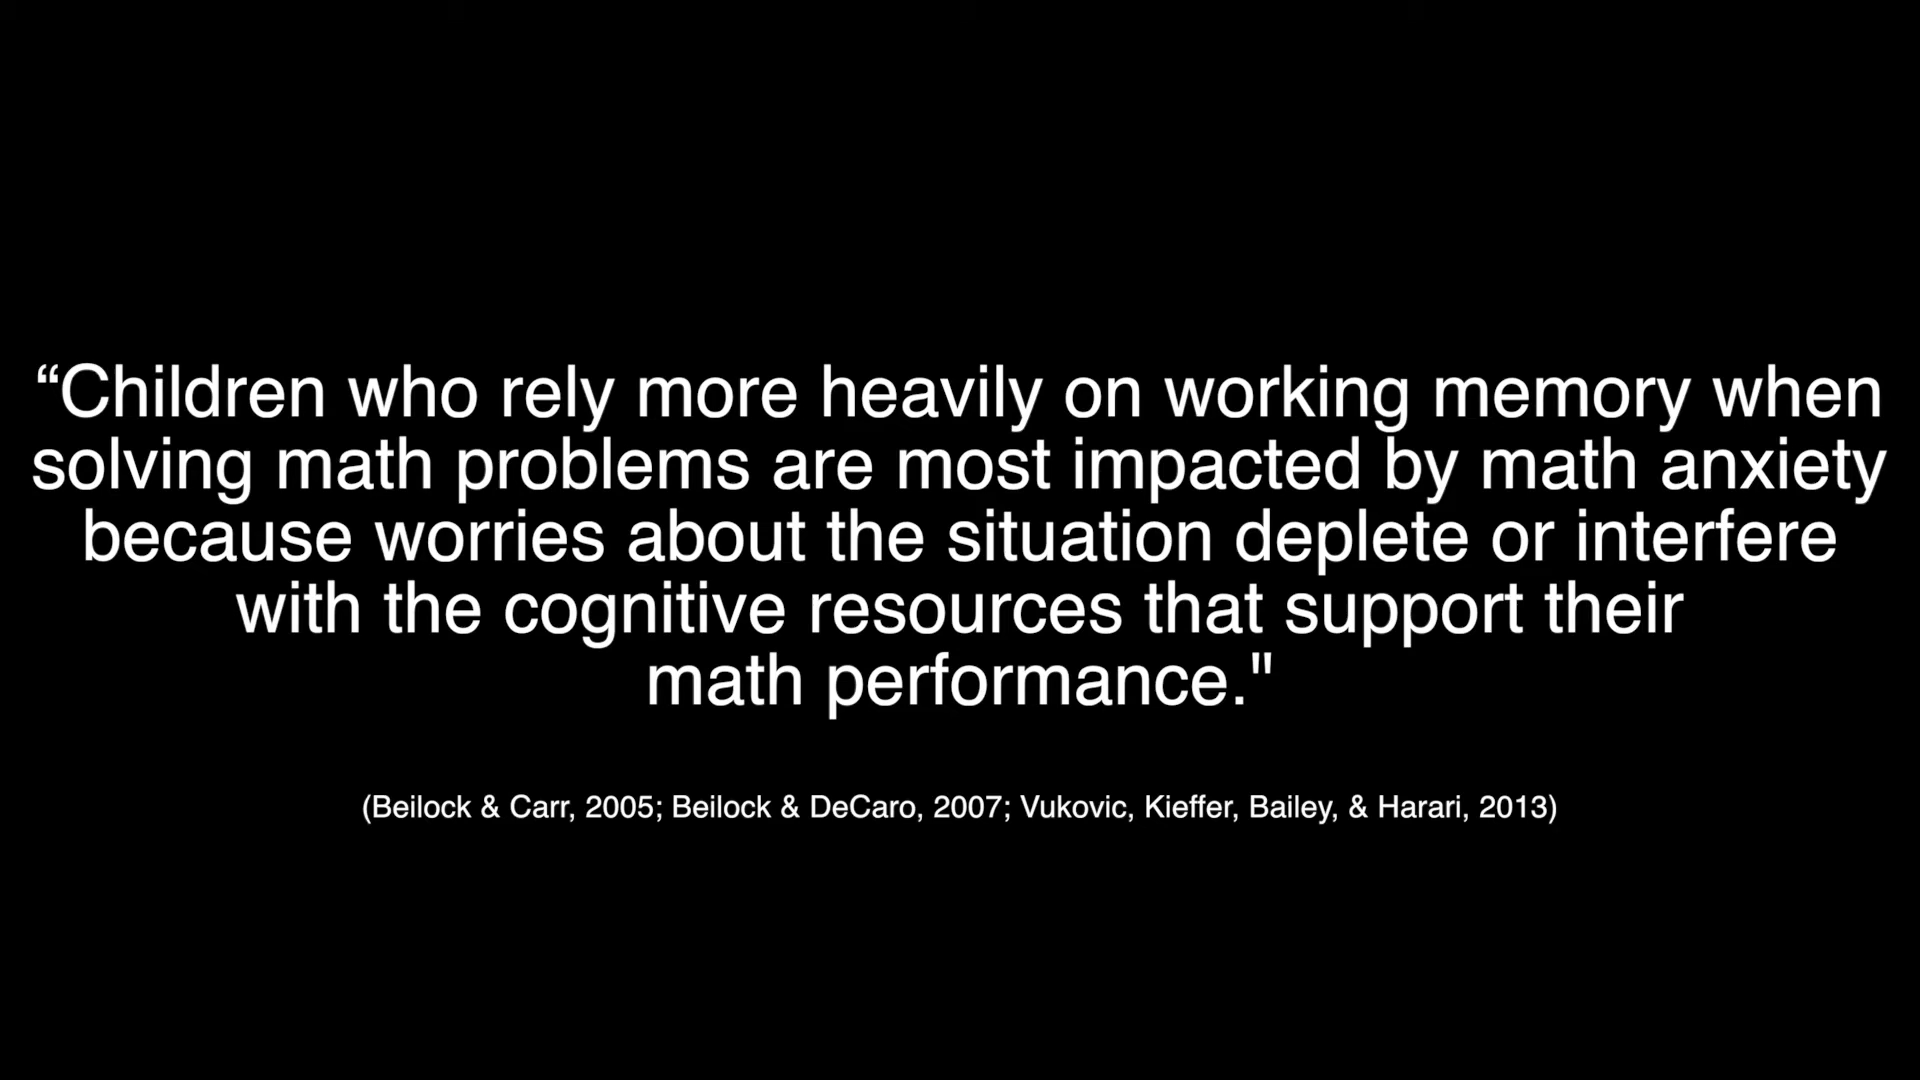 “Children who rely more heavily on working memory when
solving math problems are most impacted by math anxiety
because worries about the situation deplete or interfere
with the cognitive resources that support their
math performance."
(Beilock & Carr, 2005; Beilock & DeCaro, 2007; Vukovic, Kieffer, Bailey, & Harari, 2013)